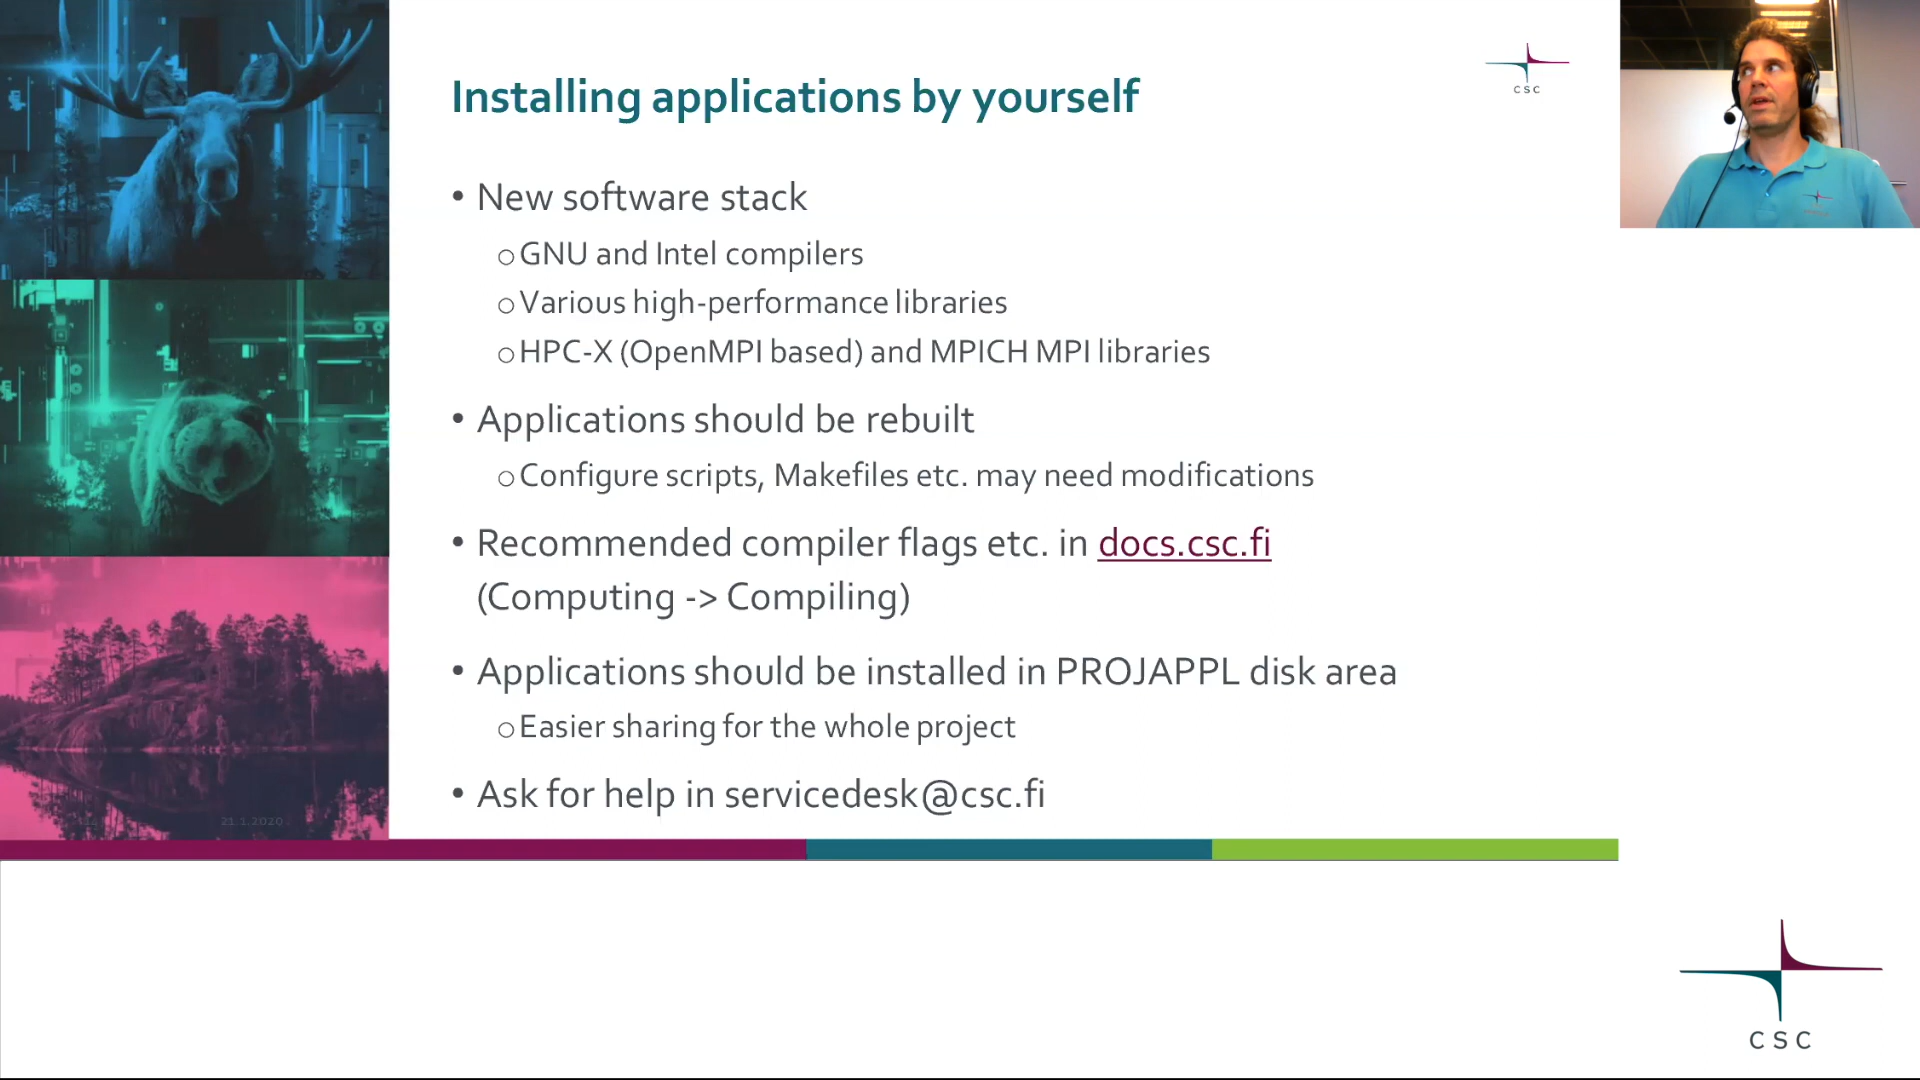 Installing applications by yourself
CSC
• New software stack
o GNU and Intel compilers
o Various high-performance libraries
o HPC-X (OpenMPI based) and MPICH MPI libraries
• Applications should be rebuilt
o Configure scripts, Makefiles etc. may need modifications
• Recommended compiler flags etc. in docs.csc.fi
(Computing -> Compiling)
• Applications should be installed in PROJAPPL disk area
o Easier sharing for the whole project
• Ask for help in servicedesk@csc.fi
21.1.2020
CSC